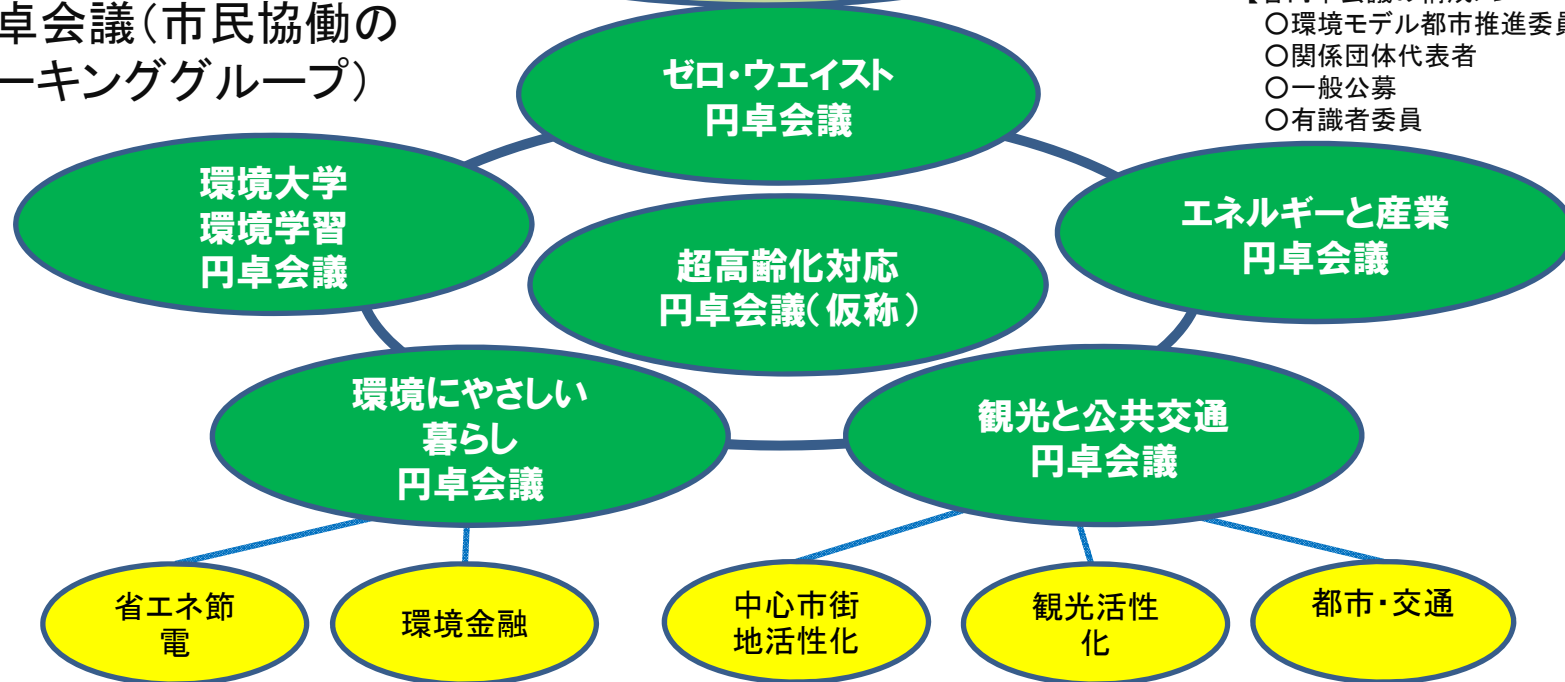 卓会議(市民協働の
ーキンググループ)
〇環境モデル都市推進委員
〇関係団体代表者
〇一般公募
〇有識者委員
ゼロ・ウエイスト
円卓会議
環境大学
環境学習
円卓会議
エネルギーと産業
円卓会議
超高齢化対応
円卓会議(仮称)
環境にやさしい
暮らし
円卓会議
観光と公共交通
円卓会議
省エネ節
電
環境金融
中心市街
地活性化
観光活性
化
都市・交通